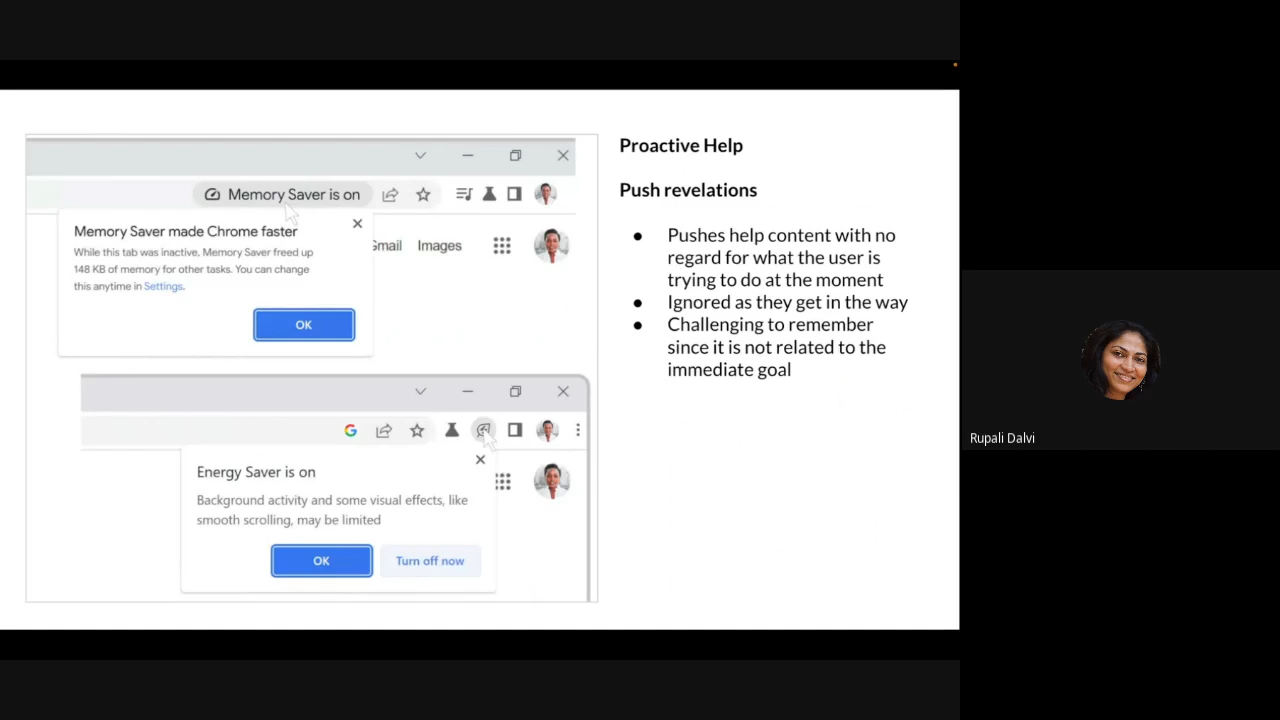 Memory Saver is on
Memory Saver made Chrome faster
While this tab was inactive, Memory Saver freed up
148 KB of memory for other tasks. You can change
this anytime in Settings.
OK
Gmail Images
Energy Saver is on
Background activity and some visual effects, like
smooth scrolling, may be limited
OK Turn off now
Proactive Help
Push revelations
● Pushes help content with no
regard for what the user is
trying to do at the moment
● Ignored as they get in the way
● Challenging to remember
since it is not related to the
immediate goal
Rupali Dalvi